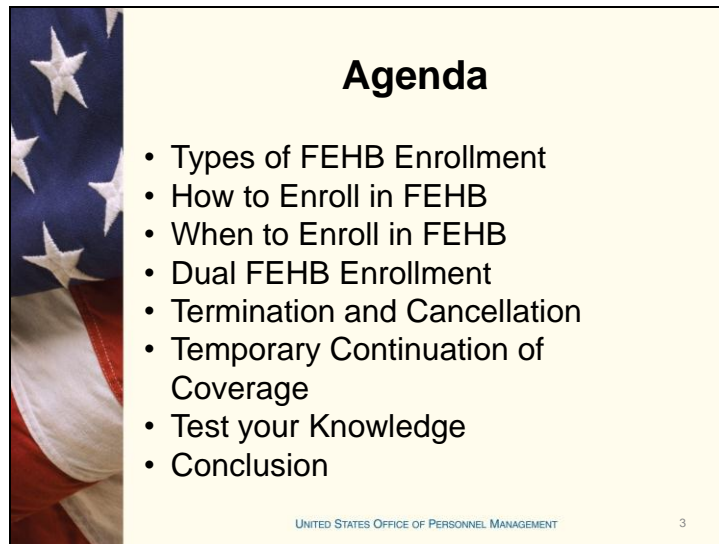 Agenda
• Types of FEHB Enrollment
• How to Enroll in FEHB
• When to Enroll in FEHB
• Dual FEHB Enrollment
• Termination and Cancellation
• Temporary Continuation of
Coverage
• Test your Knowledge
• Conclusion
UNITED STATES OFFICE OF PERSONNEL MANAGEMENT
3